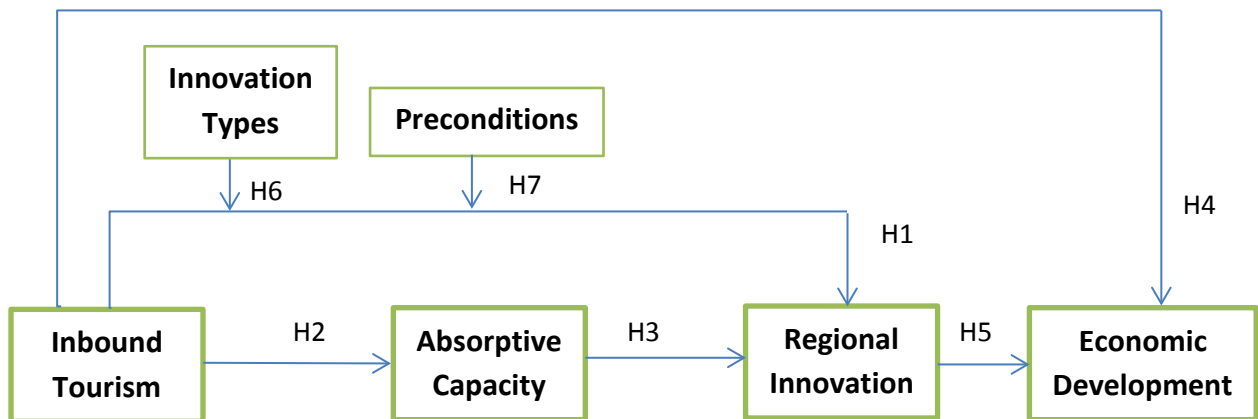 Innovation
Types
Preconditions
H6
H7
H4
H1
Inbound
Tourism
H2
Absorptive
Capacity
H3
Regional
Innovation
H5
Economic
Development